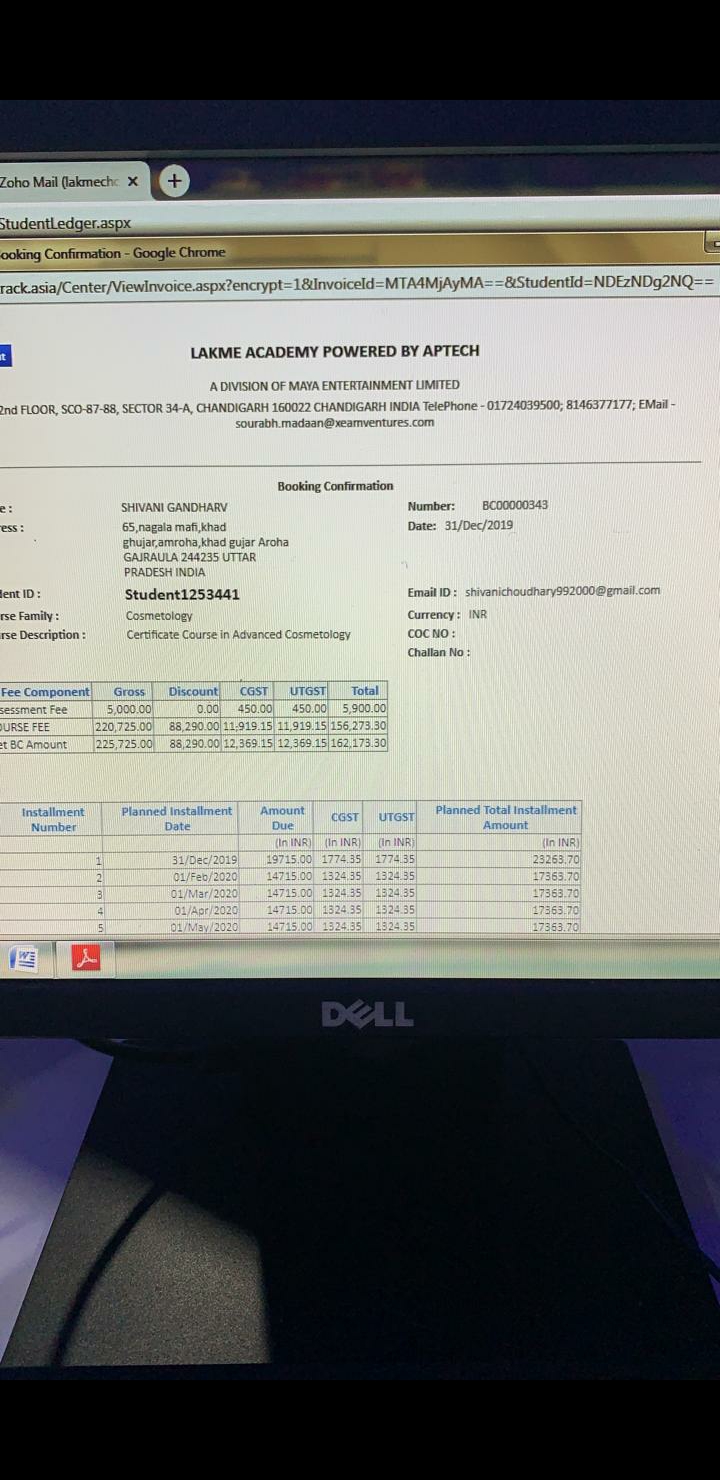 Zoho Mail (lakmech
StudentLedger.aspx
ooking Confirmation - Google Chrome
rack.asia/Center/ViewInvoice.aspx?encrypt=1&InvoiceId=MTA4MjAyMA==&StudentId=NDEzNDg2NQ==
LAKME ACADEMY POWERED BY APTECH
A DIVISION OF MAYA ENTERTAINMENT LIMITED
2nd FLOOR, SCO-87-88, SECTOR 34-A, CHANDIGARH 160022 CHANDIGARH INDIA TelePhone - 01724039500; 8146377177; EMail -
sourabh.madaan@xeamventures.com
Booking Confirmation
e : SHIVANI GANDHARV Number: BC00000343
ress : 65,nagala mafi,khad Date: 31/Dec/2019
ghujar,amroha,khad gujar Aroha
GAJRAULA 244235 UTTAR
PRADESH INDIA
dent ID : Student1253441 Email ID : shivanichoudhary992000@gmail.com
rse Family : Cosmetology Currency : INR
rse Description : Certificate Course in Advanced Cosmetology COC NO :
Challan No :
Fee Component Gross Discount CGST UTGST Total
sessment Fee 5,000.00 0.00 450.00 450.00 5,900.00
OURSE FEE 220,725.00 88,290.00 11,919.15 11,919.15 156,273.30
et BC Amount 225,725.00 88,290.00 12,369.15 12,369.15 162,173.30
Installment Number Planned Installment Date Amount Due CGST UTGST Planned Total Installment Amount
(In INR) (In INR) (In INR) (In INR)
1 31/Dec/2019 19715.00 1774.35 1774.35 23263.70
2 01/Feb/2020 14715.00 1324.35 1324.35 17363.70
3 01/Mar/2020 14715.00 1324.35 1324.35 17363.70
4 01/Apr/2020 14715.00 1324.35 1324.35 17363.70
5 01/May/2020 14715.00 1324.35 1324.35 17363.70
DELL